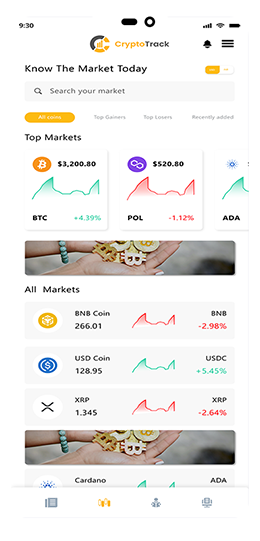 9:30
CryptoTrack
Know The Market Today
Search your market
All coins Top Gainers Top Losers Recently added
Top Markets
$3,200.80 $520.80 $
BTC +4.39% POL -1.12% ADA
All Markets
BNB Coin BNB
266.01 -2.98%
USD Coin USDC
128.95 +5.45%
XRP XRP
1.345 -2.64%
Cardano ADA